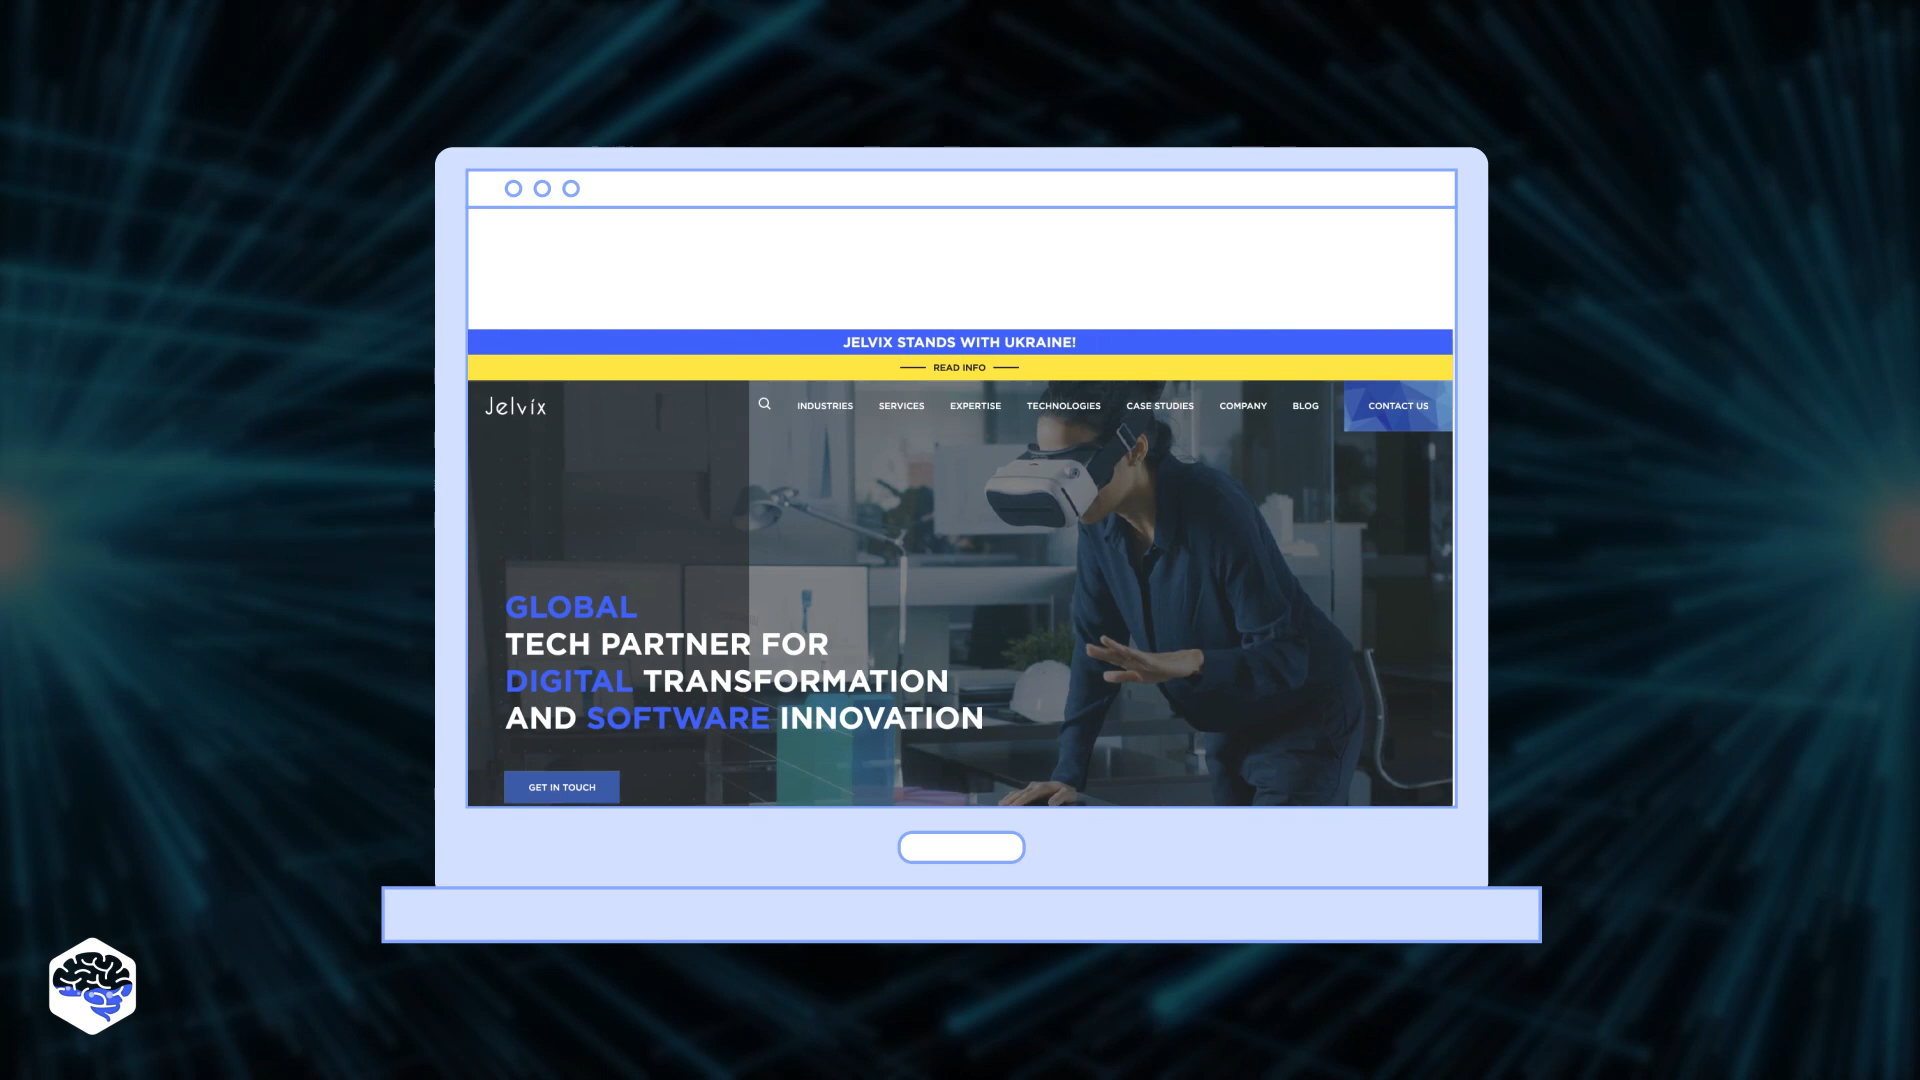 JELVIX STANDS WITH UKRAINE!
READ INFO
Jelvix INDUSTRIES SERVICES EXPERTISE TECHNOLOGIES CASE STUDIES COMPANY BLOG CONTACT US
GLOBAL
TECH PARTNER FOR
DIGITAL TRANSFORMATION
AND SOFTWARE INNOVATION
GET IN TOUCH